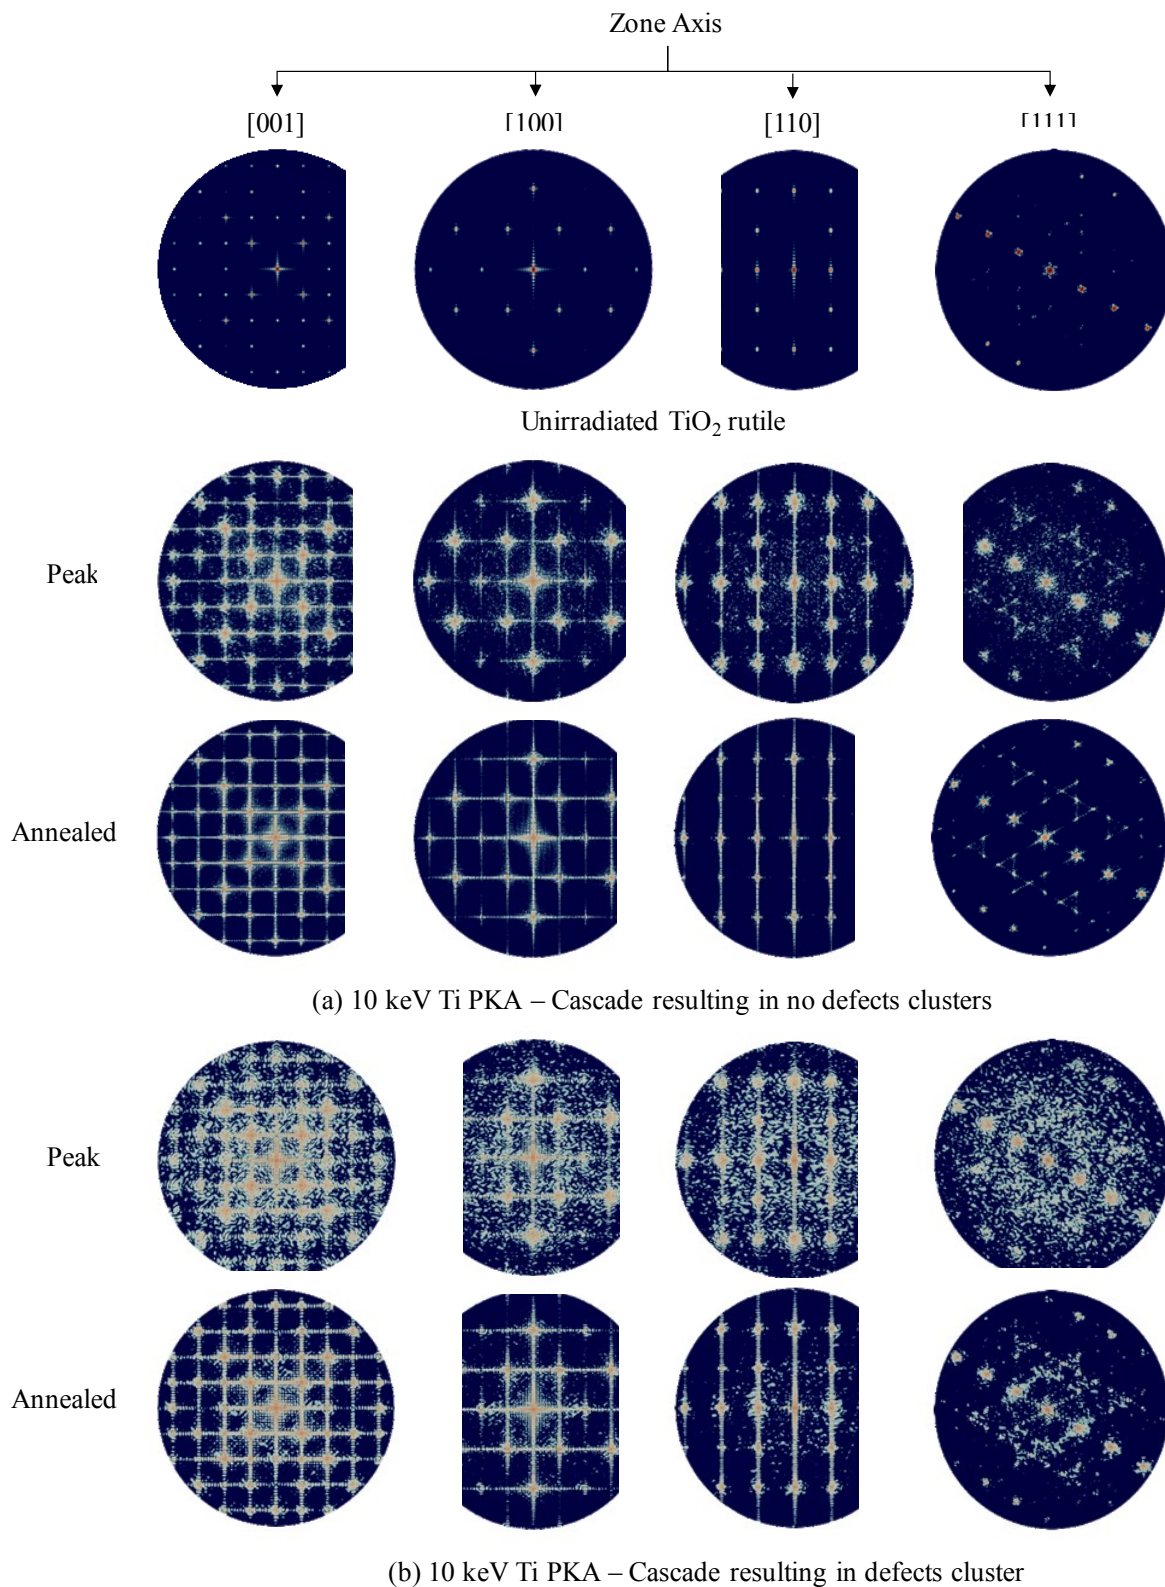 Zone Axis
[001] [100] [110] [111]
Unirradiated TiO₂ rutile
Peak
Annealed
(a) 10 keV Ti PKA – Cascade resulting in no defects clusters
Peak
Annealed
(b) 10 keV Ti PKA – Cascade resulting in defects cluster